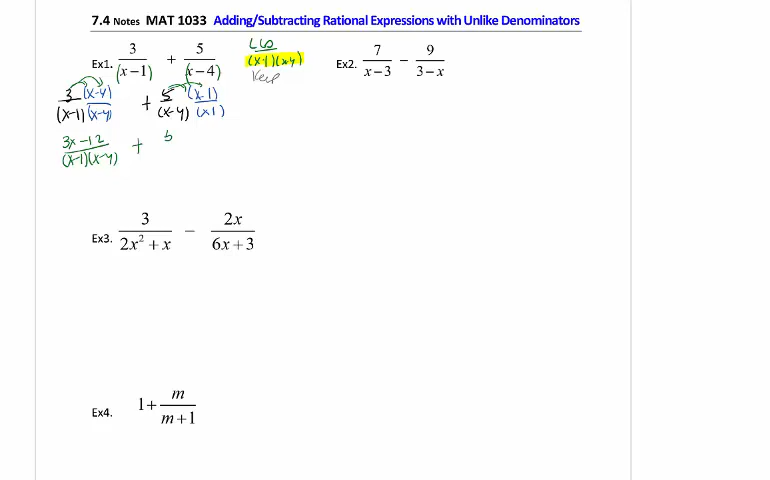 7.4 Notes MAT 1033 Adding/Subtracting Rational Expressions with Unlike Denominators
Ex1. 3/(x−1) + 5/(x−4)
LCD
(x-1)(x-4)
Keep
Ex2. 7/(x−3) − 9/(3−x)
3(x-4)/(x-1)(x-4) + 5(x-1)/(x-4)(x1)
3x-12/(x-1)(x-4) + 5
Ex3. 3/(2x²+x) − 2x/(6x+3)
Ex4. 1+ m/(m+1)